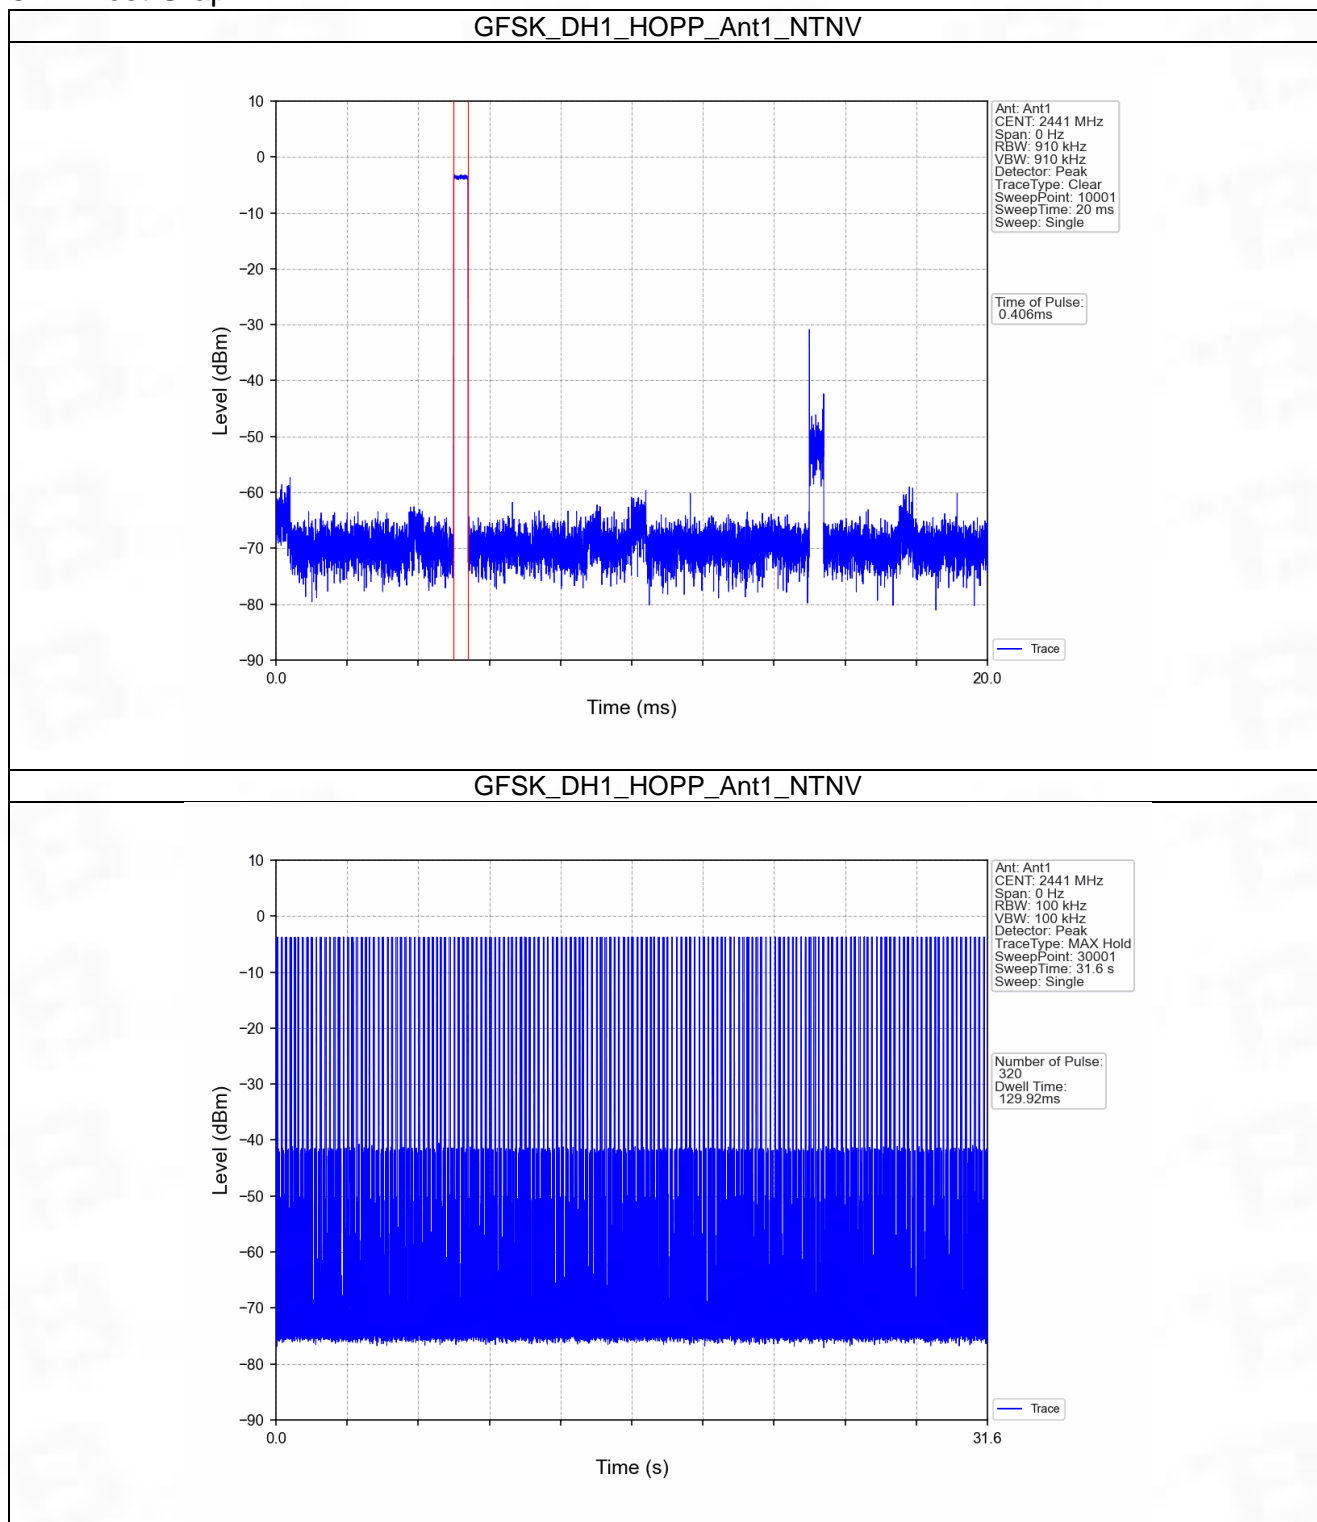 GFSK_DH1_HOPP_Ant1_NTNV
10
0
−10
−20
−30
−40
−50
−60
−70
−80
−90
Level (dBm)
0.0
20.0
Time (ms)
Ant: Ant1
CENT: 2441 MHz
Span: 0 Hz
RBW: 910 kHz
VBW: 910 kHz
Detector: Peak
TraceType: Clear
SweepPoint: 10001
SweepTime: 20 ms
Sweep: Single
Time of Pulse:
0.406ms
Trace
GFSK_DH1_HOPP_Ant1_NTNV
10
0
−10
−20
−30
−40
−50
−60
−70
−80
−90
Level (dBm)
0.0
31.6
Time (s)
Ant: Ant1
CENT: 2441 MHz
Span: 0 Hz
RBW: 100 kHz
VBW: 100 kHz
Detector: Peak
TraceType: MAX Hold
SweepPoint: 30001
SweepTime: 31.6 s
Sweep: Single
Number of Pulse:
320
Dwell Time:
129.92ms
Trace